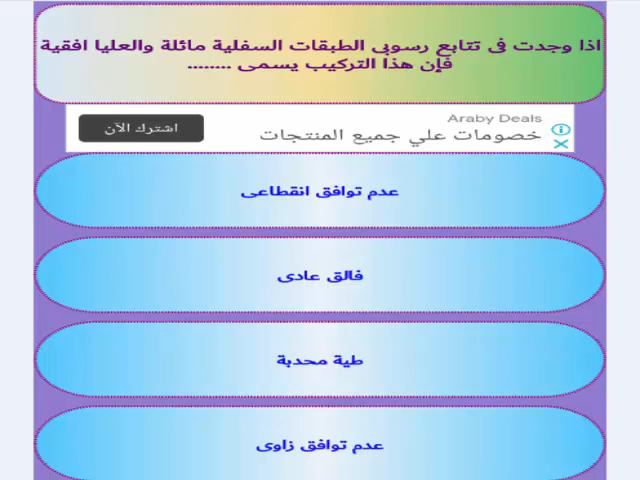 اذا وجدت فى تتابع رسوبى الطبقات السفلية مائلة والعليا افقية
فإن هذا التركيب يسمى ........
Araby Deals
خصومات علي جميع المنتجات
اشترك الآن
عدم توافق انقطاعى
فالق عادى
طية محدبة
عدم توافق زاوى